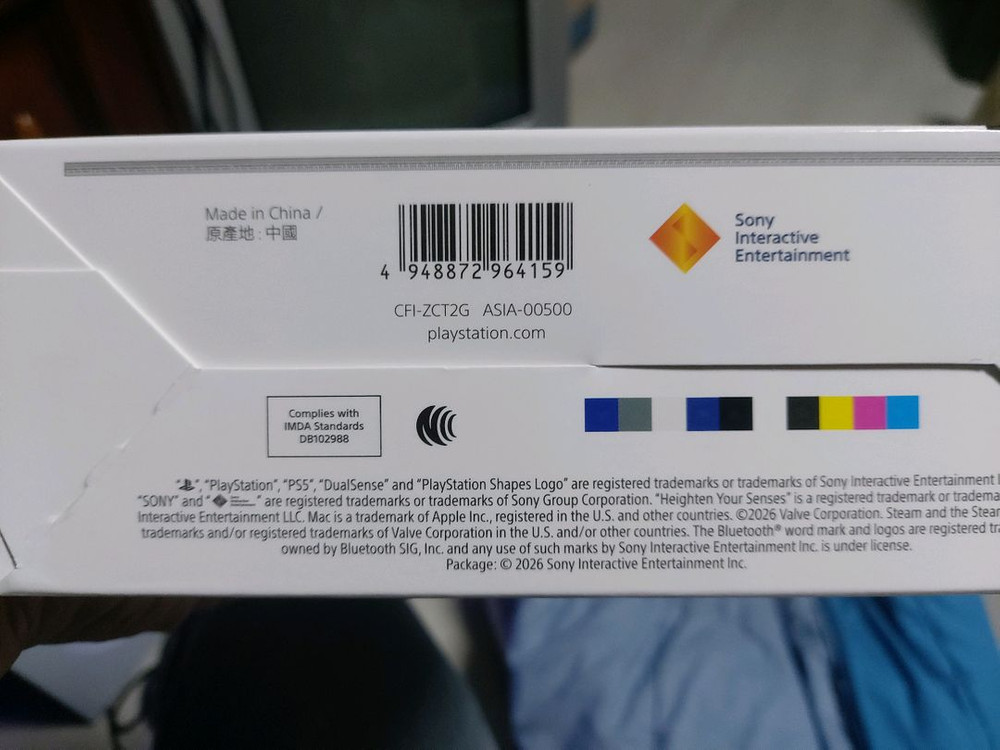 Made in China /
原產地 : 中國
4 948872 964159
CFI-ZCT2G ASIA-00500
playstation.com
Sony
Interactive
Entertainment
Complies with
IMDA Standards
DB102988
" ", "PlayStation", "PS5", "DualSense" and "PlayStation Shapes Logo" are registered trademarks or trademarks of Sony Interactive Entertainment
"SONY" and " " are registered trademarks or trademarks of Sony Group Corporation. "Heighten Your Senses" is a registered trademark or
Interactive Entertainment LLC. Mac is a trademark of Apple Inc., registered in the U.S. and other countries. ©2026 Valve Corporation. Steam and the
trademarks and/or registered trademarks of Valve Corporation in the U.S. and/or other countries. The Bluetooth® word mark and logos are registered
owned by Bluetooth SIG, Inc. and any use of such marks by Sony Interactive Entertainment Inc. is under license.
Package: © 2026 Sony Interactive Entertainment Inc.